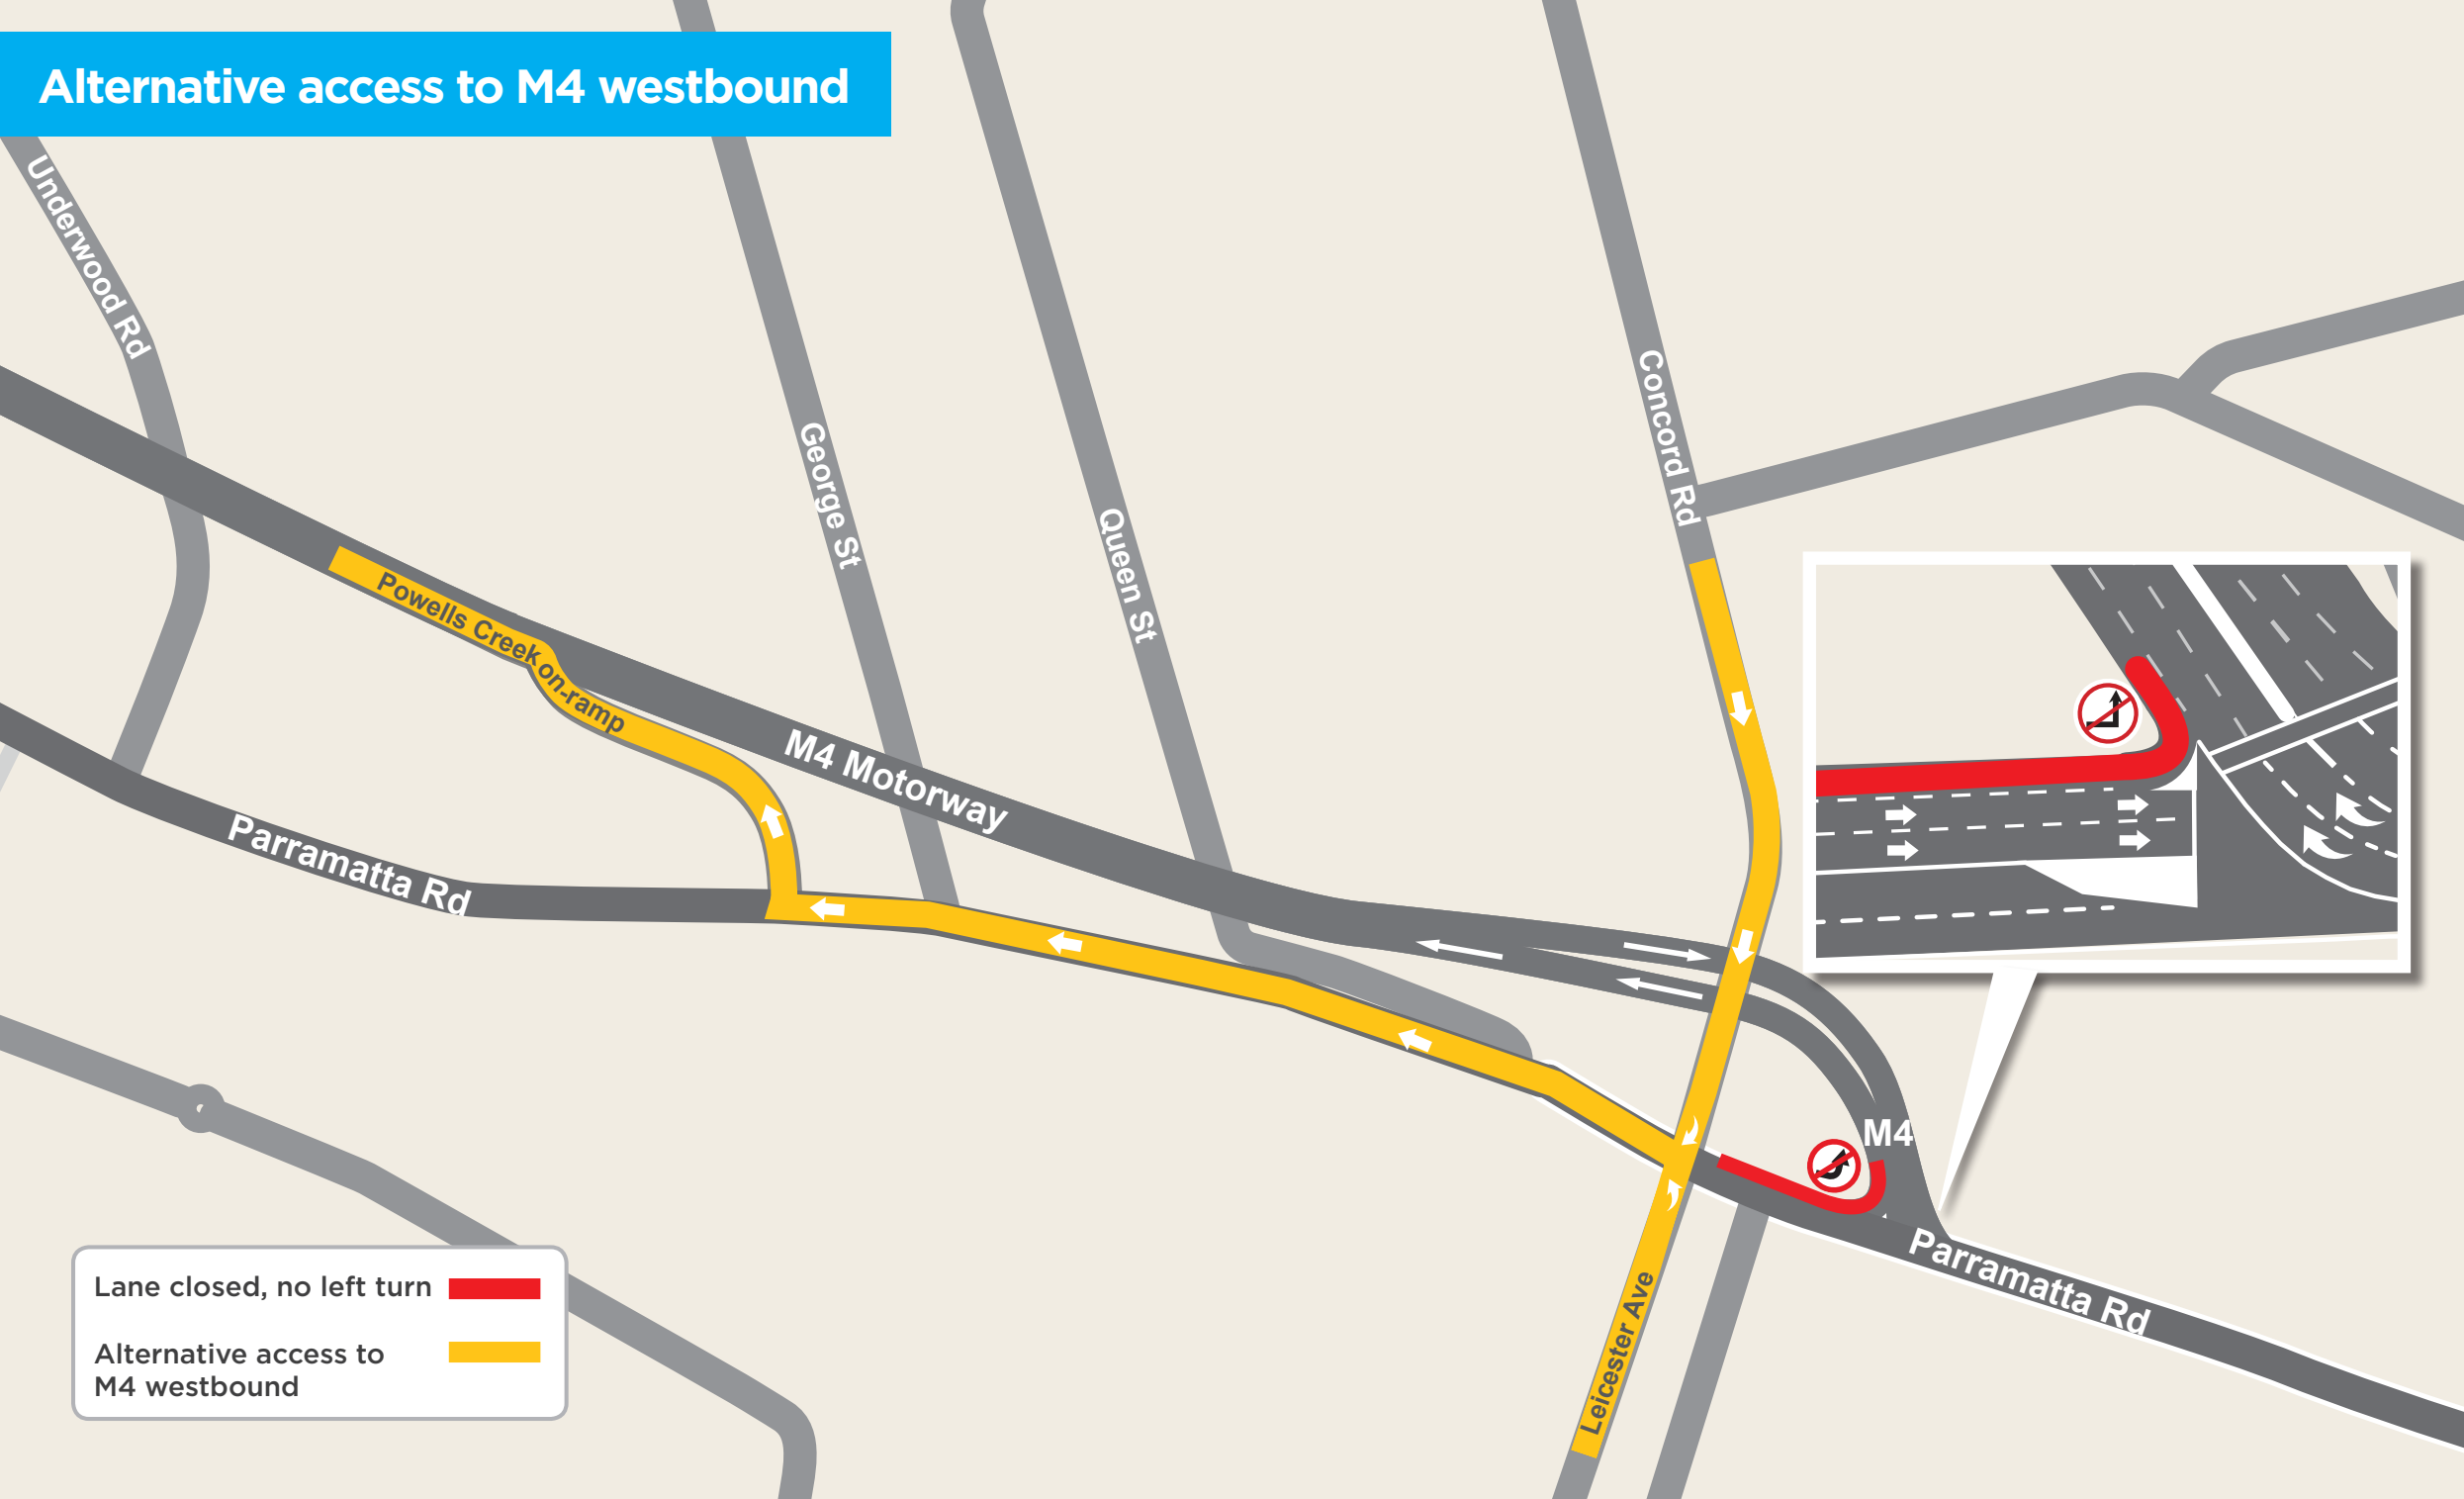 Alternative access to M4 westbound
Underwood Rd
George St
Queen St
Concord Rd
Powells Creek on-ramp
M4 Motorway
Parramatta Rd
M4
Parramatta Rd
Leicester Ave
Lane closed, no left turn
Alternative access to
M4 westbound